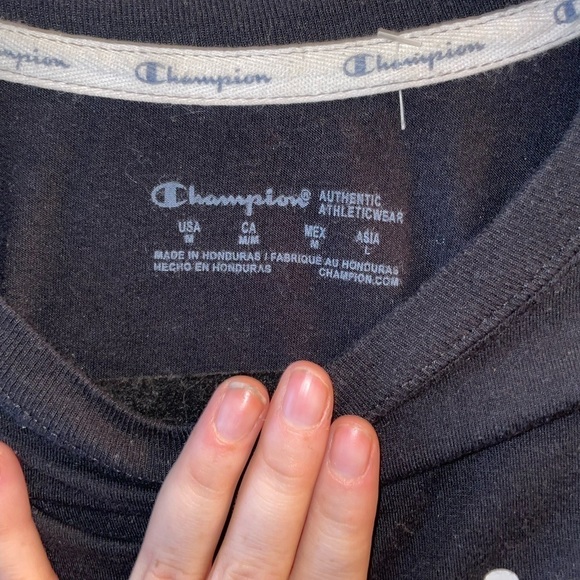 Champion Champion Champion
Champion® AUTHENTIC
ATHLETICWEAR
USA CA MEX ASIA
M M/M M L
MADE IN HONDURAS / FABRIQUÉ AU HONDURAS
HECHO EN HONDURAS CHAMPION.COM